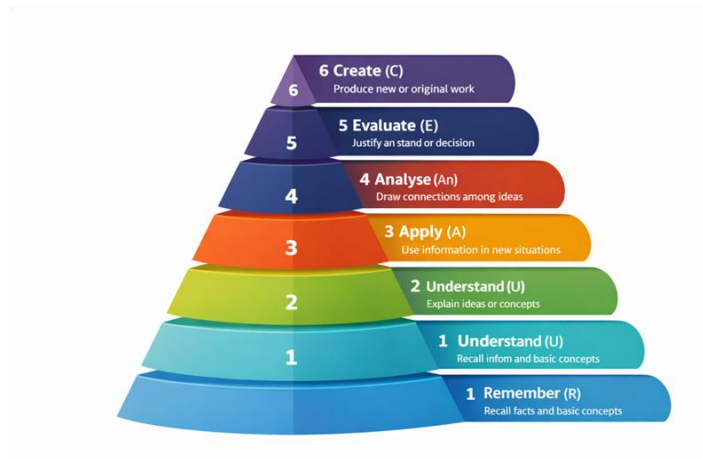 6 Create (C)
Produce new or original work
6
5 Evaluate (E)
Justify an stand or decision
5
4 Analyse (An)
Draw connections among ideas
4
3 Apply (A)
Use information in new situations
3
2 Understand (U)
Explain ideas or concepts
2
1 Understand (U)
Recall infom and basic concepts
1
1 Remember (R)
Recall facts and basic concepts